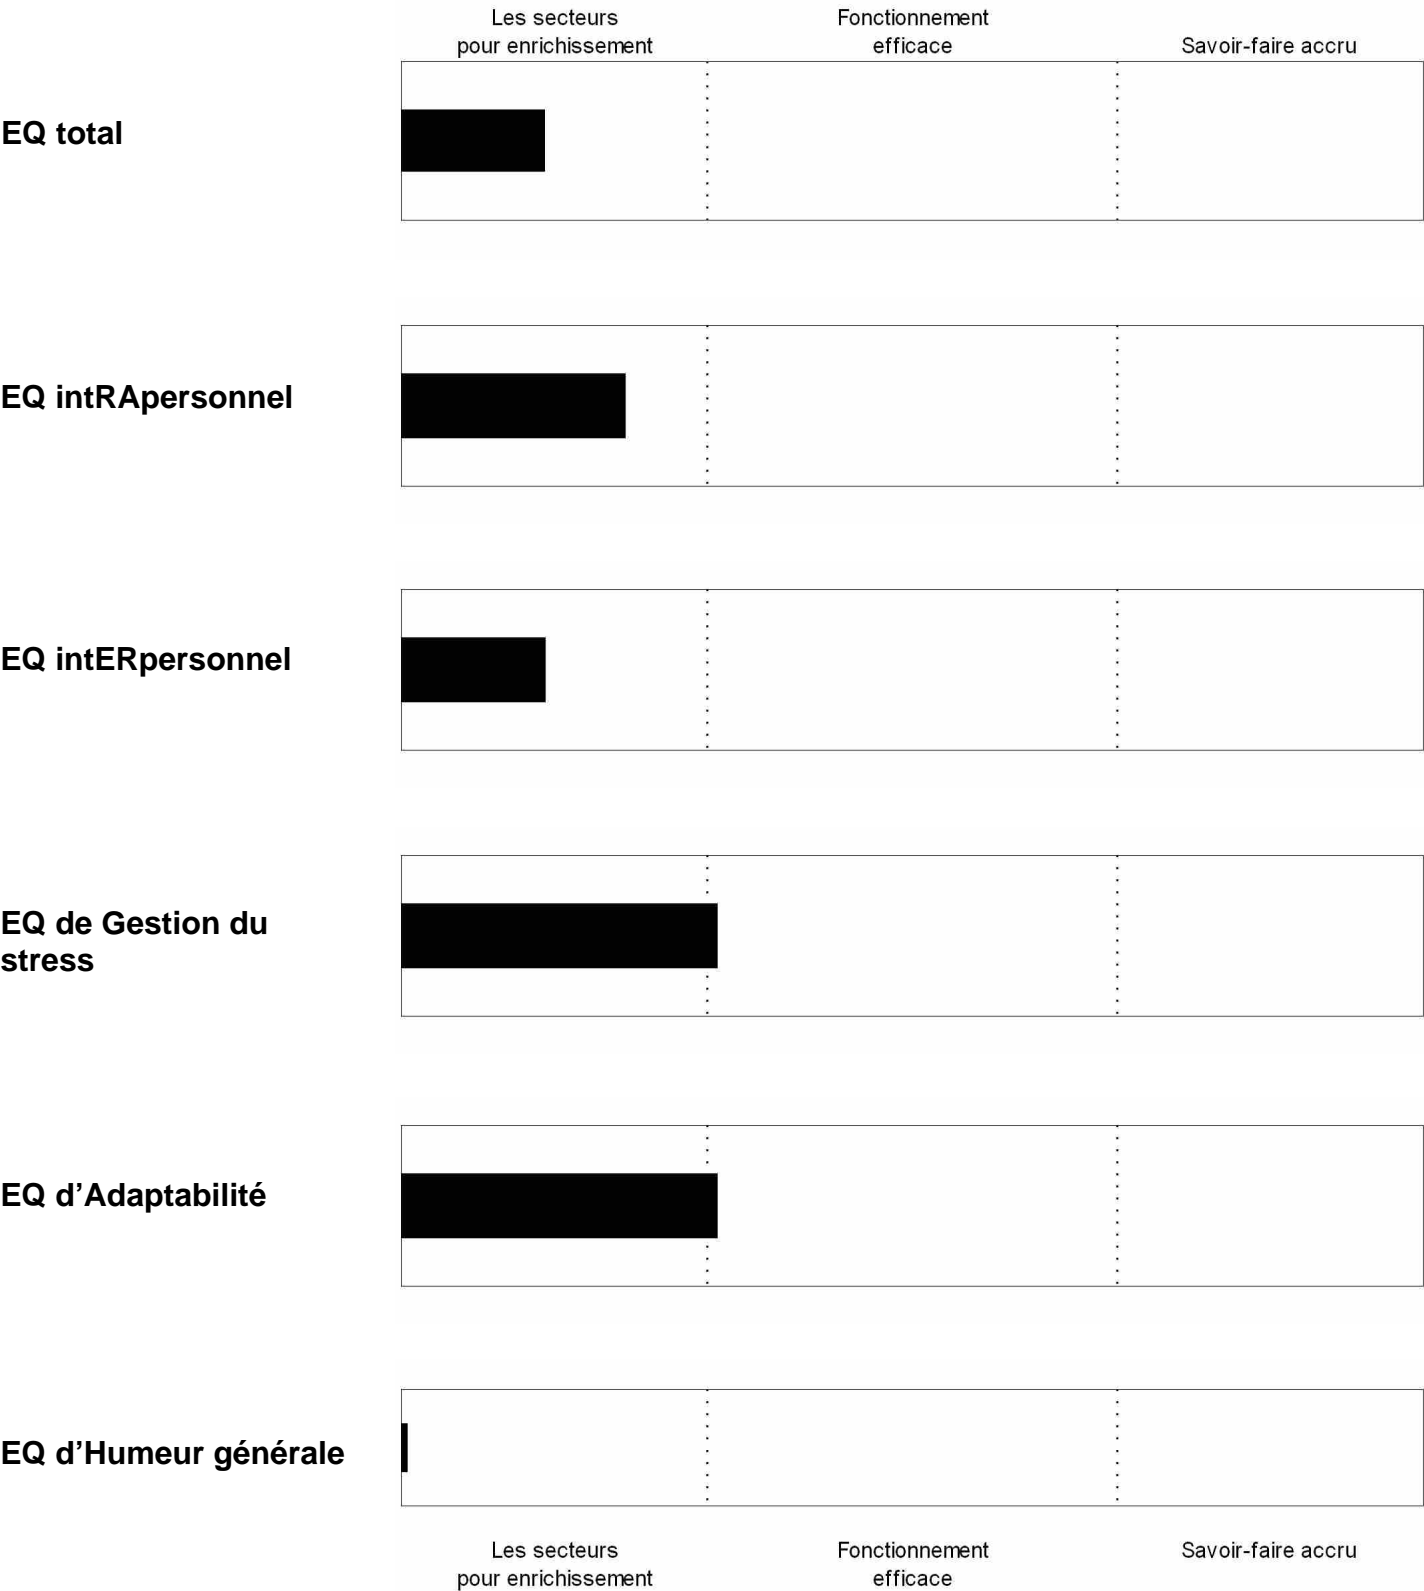 Les secteurs
pour enrichissement
Fonctionnement
efficace
Savoir-faire accru
EQ total
EQ intRApersonnel
EQ intERpersonnel
EQ de Gestion du
stress
EQ d’Adaptabilité
EQ d’Humeur générale
Les secteurs
pour enrichissement
Fonctionnement
efficace
Savoir-faire accru